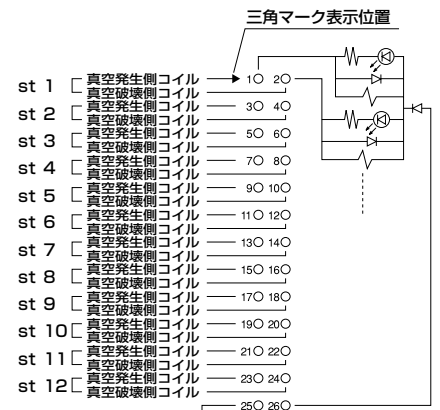 三角マーク表示位置
st 1 真空発生側コイル 1 2
真空破壊側コイル
st 2 真空発生側コイル 3 4
真空破壊側コイル
st 3 真空発生側コイル 5 6
真空破壊側コイル
st 4 真空発生側コイル 7 8
真空破壊側コイル
st 5 真空発生側コイル 9 10
真空破壊側コイル
st 6 真空発生側コイル 11 12
真空破壊側コイル
st 7 真空発生側コイル 13 14
真空破壊側コイル
st 8 真空発生側コイル 15 16
真空破壊側コイル
st 9 真空発生側コイル 17 18
真空破壊側コイル
st 10 真空発生側コイル 19 20
真空破壊側コイル
st 11 真空発生側コイル 21 22
真空破壊側コイル
st 12 真空発生側コイル 23 24
真空破壊側コイル
25 26